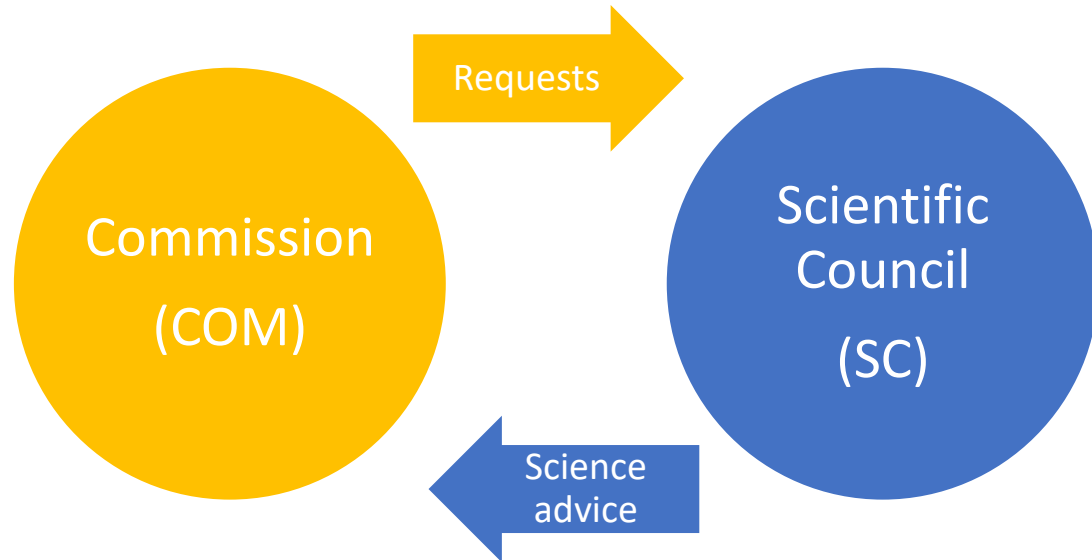 Requests
Commission
(COM)
Scientific
Council
(SC)
Science
advice